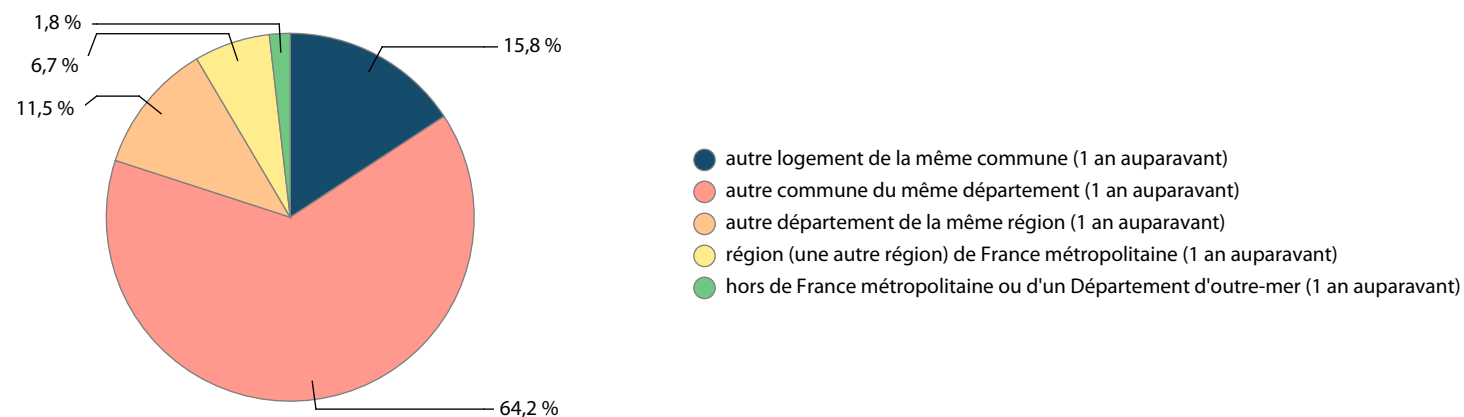 1,8 %
15,8 %
6,7 %
11,5 %
autre logement de la même commune (1 an auparavant)
autre commune du même département (1 an auparavant)
autre département de la même région (1 an auparavant)
région (une autre région) de France métropolitaine (1 an auparavant)
hors de France métropolitaine ou d'un Département d'outre-mer (1 an auparavant)
64,2 %